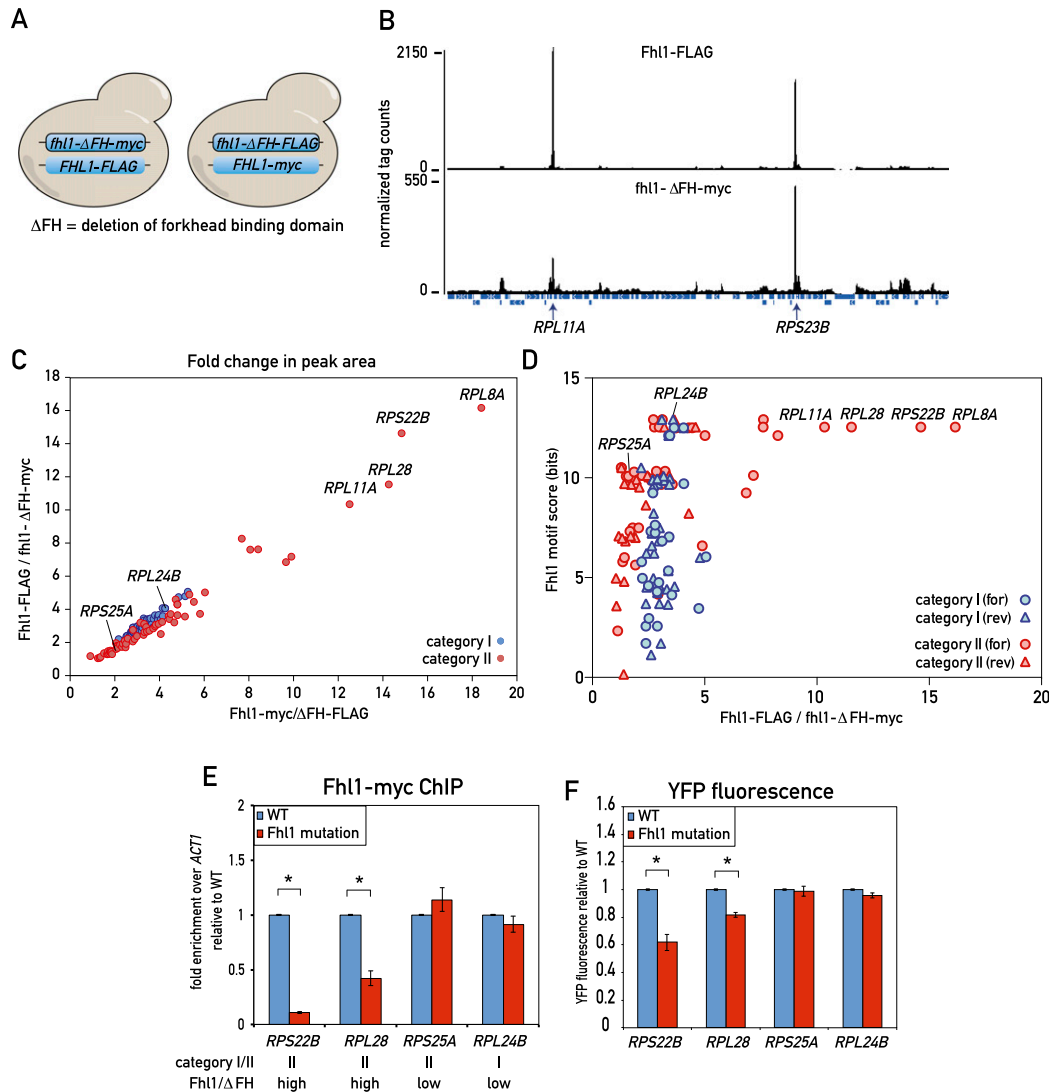 A
fhl1-ΔFH-myc
FHL1-FLAG
fhl1-ΔFH-FLAG
FHL1-myc
ΔFH = deletion of forkhead binding domain
B
normalized tag counts
2150
Fhl1-FLAG
0
550
fhl1- ΔFH-myc
0
RPL11A
RPS23B
C
Fold change in peak area
Fhl1-FLAG / fhl1- ΔFH-myc
18
16
14
12
10
8
6
4
2
0
RPL8A
RPS22B
RPL28
RPL11A
RPL24B
RPS25A
category I
category II
0 2 4 6 8 10 12 14 16 18 20
Fhl1-myc/ΔFH-FLAG
D
Fhl1 motif score (bits)
15
10
5
0
RPL24B
RPL11A RPL28 RPS22B RPL8A
RPS25A
category I (for)
category I (rev)
category II (for)
category II (rev)
0 5 10 15 20
Fhl1-FLAG / fhl1-ΔFH-myc
E
Fhl1-myc ChIP
fold enrichment over ACT1
relative to WT
2
1.5
1
0.5
0
WT
Fhl1 mutation
*
*
RPS22B RPL28 RPS25A RPL24B
category I/II II II II I
Fhl1/ΔFH high high low low
F
YFP fluorescence
YFP fluorescence relative to WT
1.6
1.4
1.2
1
0.8
0.6
0.4
0.2
0
WT
Fhl1 mutation
*
*
RPS22B RPL28 RPS25A RPL24B